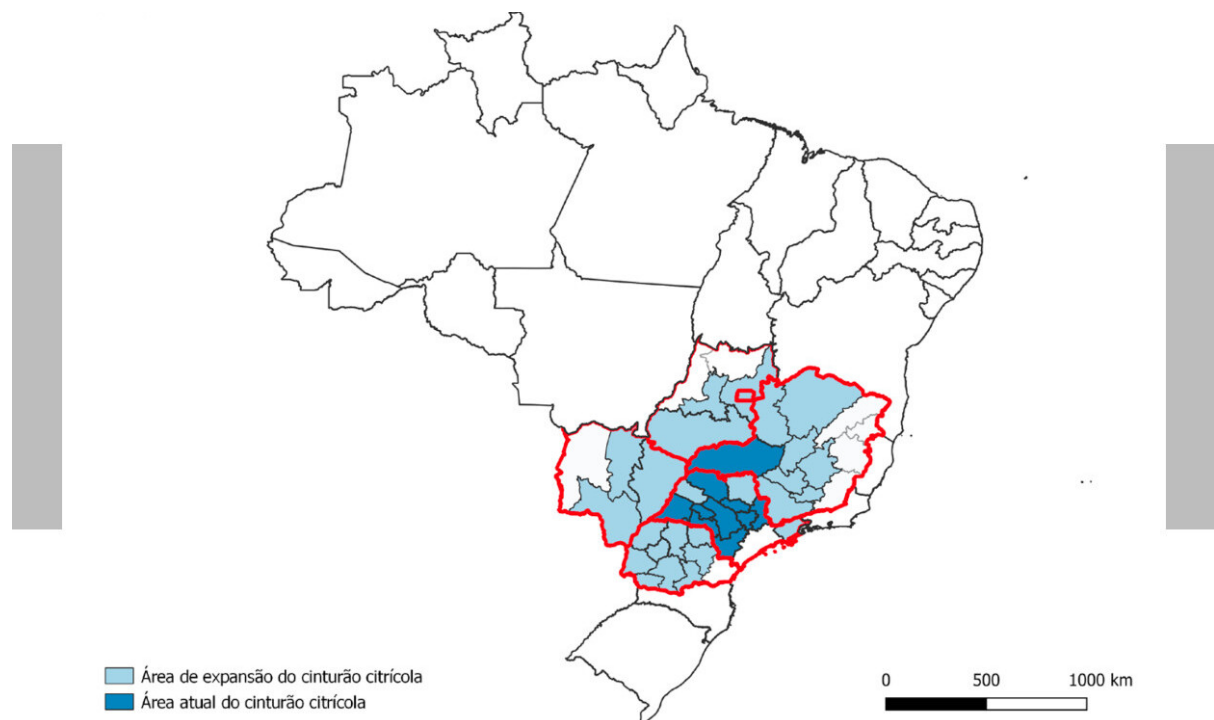 Área de expansão do cinturão citrícola
Área atual do cinturão citrícola
0 500 1000 km